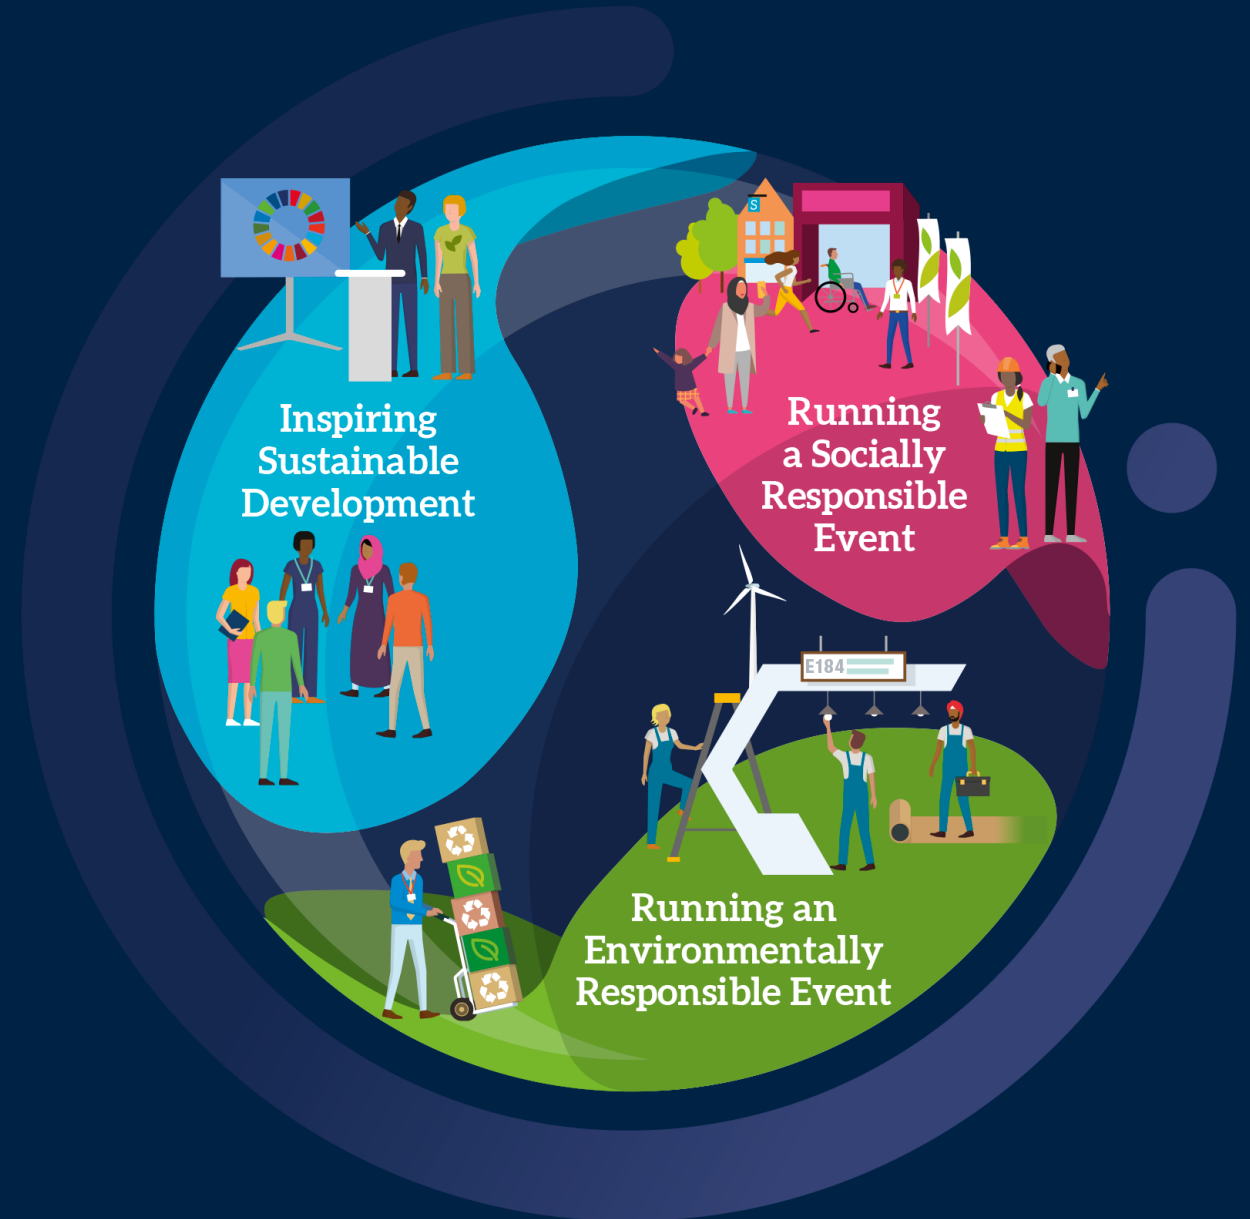 Inspiring
Sustainable
Development
S
Running
a Socially
Responsible
Event
E184
Running an
Environmentally
Responsible Event